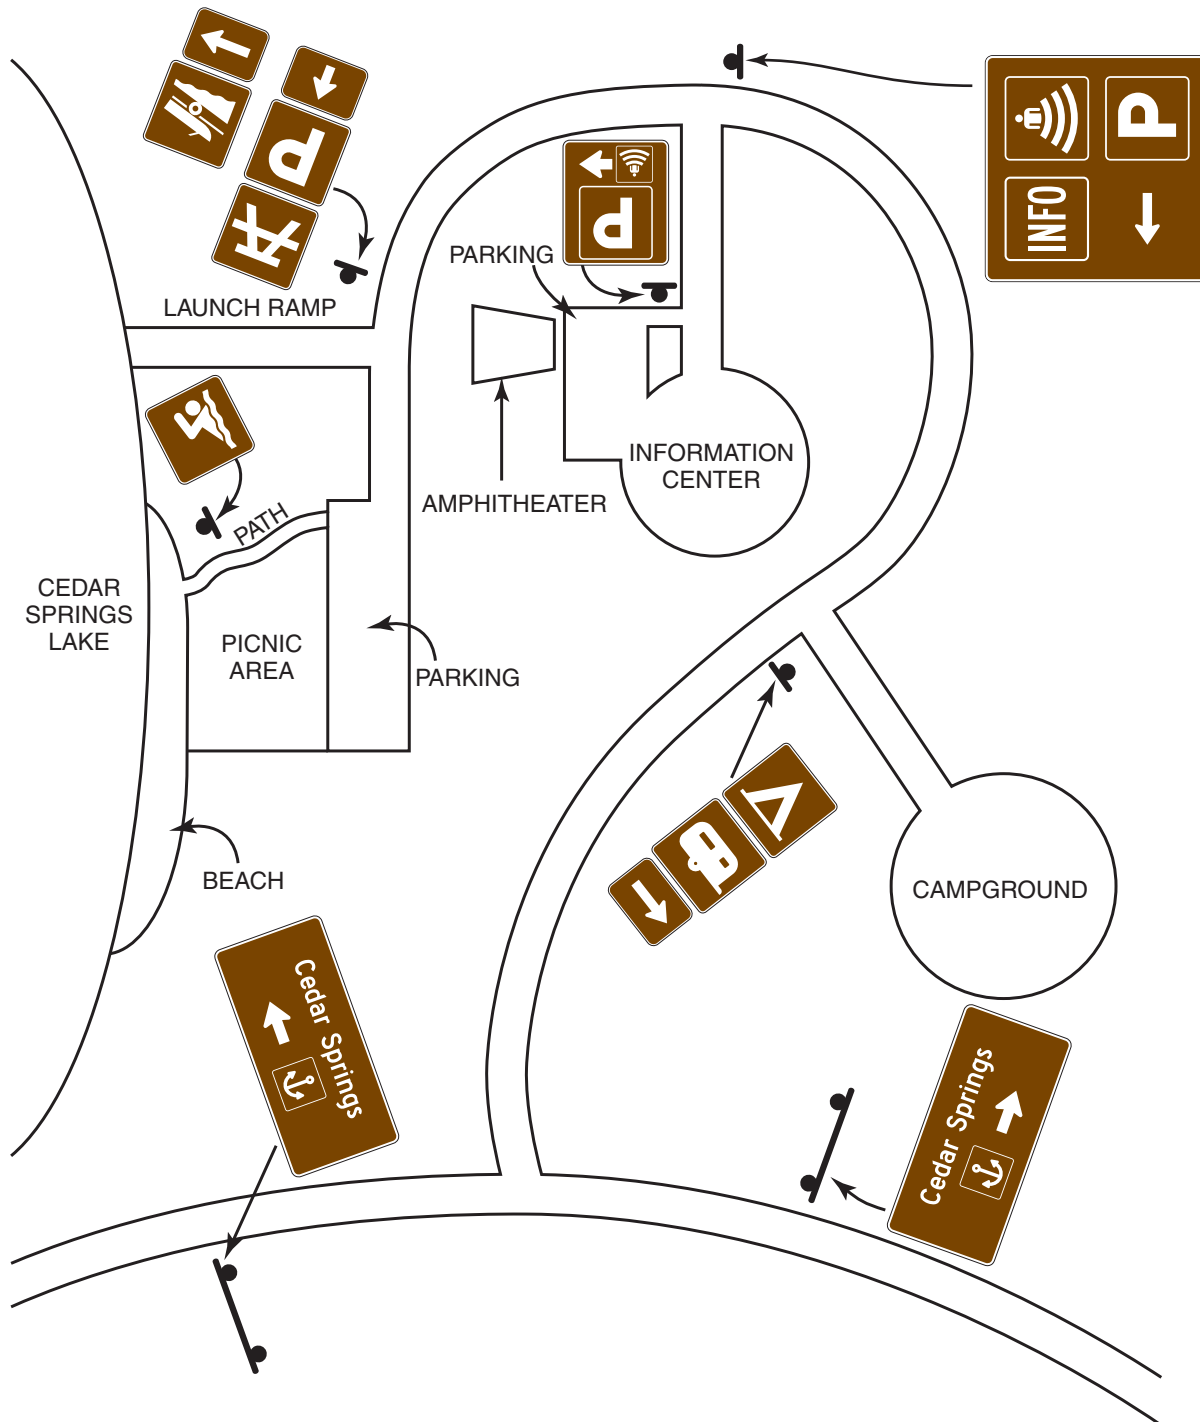 P
P
P
INFO
PARKING
LAUNCH RAMP
INFORMATION
CENTER
AMPHITHEATER
PATH
CEDAR
SPRINGS
LAKE
PICNIC
AREA
PARKING
BEACH
CAMPGROUND
Cedar Springs
Cedar Springs